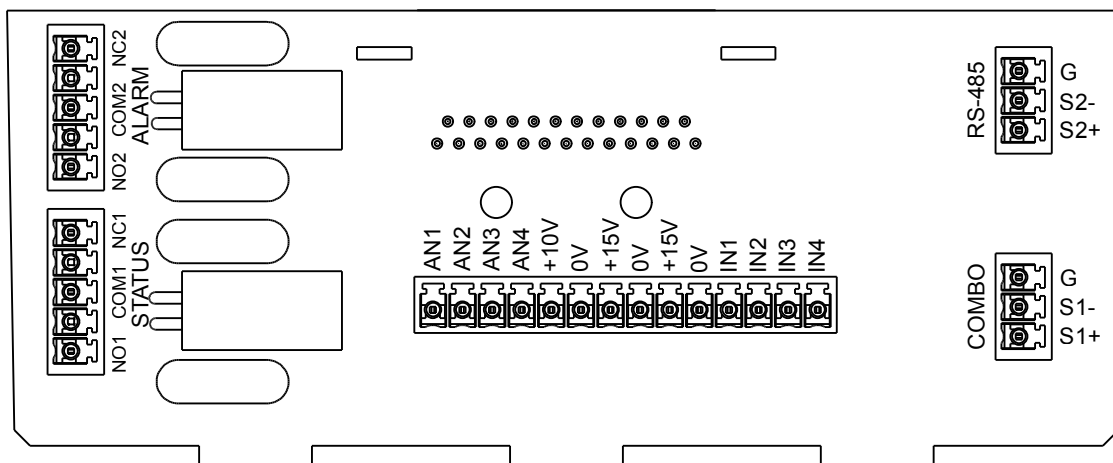 NC2
COM2
NO2
ALARM
NC1
COM1
NO1
STATUS
AN1
AN2
AN3
AN4
+10V
0V
+15V
0V
+15V
0V
IN1
IN2
IN3
IN4
RS-485
G
S2-
S2+
COMBO
G
S1-
S1+